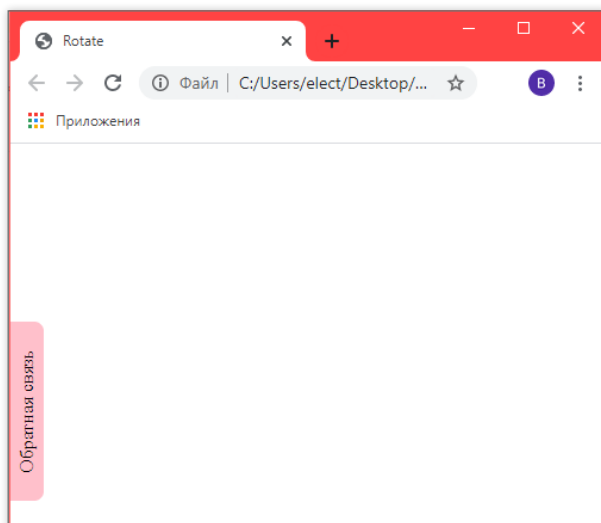 Rotate
Файл C:/Users/elect/Desktop/...
B
Приложения
Обратная связь